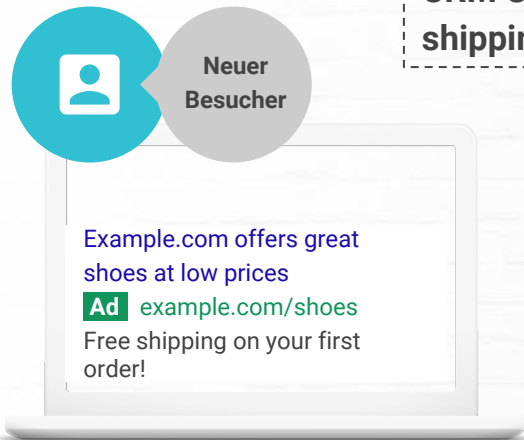 shippin
Neuer
Besucher
Example.com offers great
shoes at low prices
Ad example.com/shoes
Free shipping on your first
order!